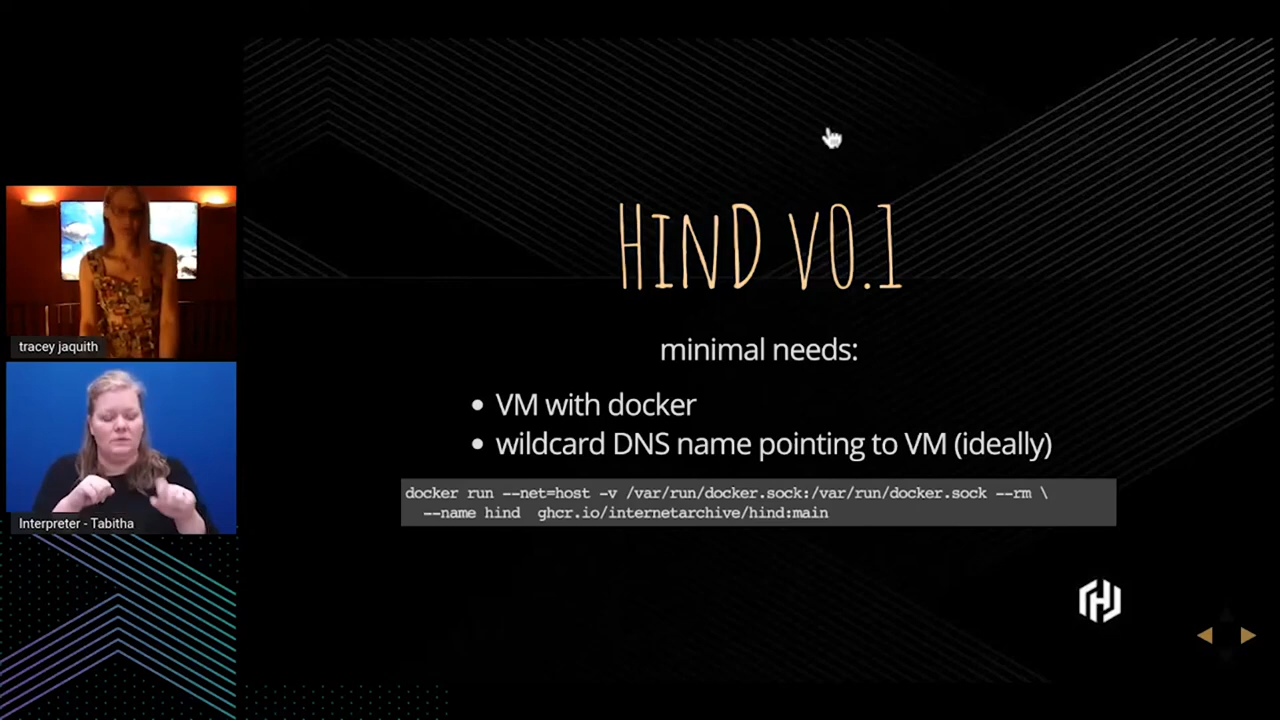 HinD v0.1
minimal needs:
• VM with docker
• wildcard DNS name pointing to VM (ideally)
docker run --net=host -v /var/run/docker.sock:/var/run/docker.sock --rm \
--name hind  ghcr.io/internetarchive/hind:main
tracey jaquith
Interpreter - Tabitha